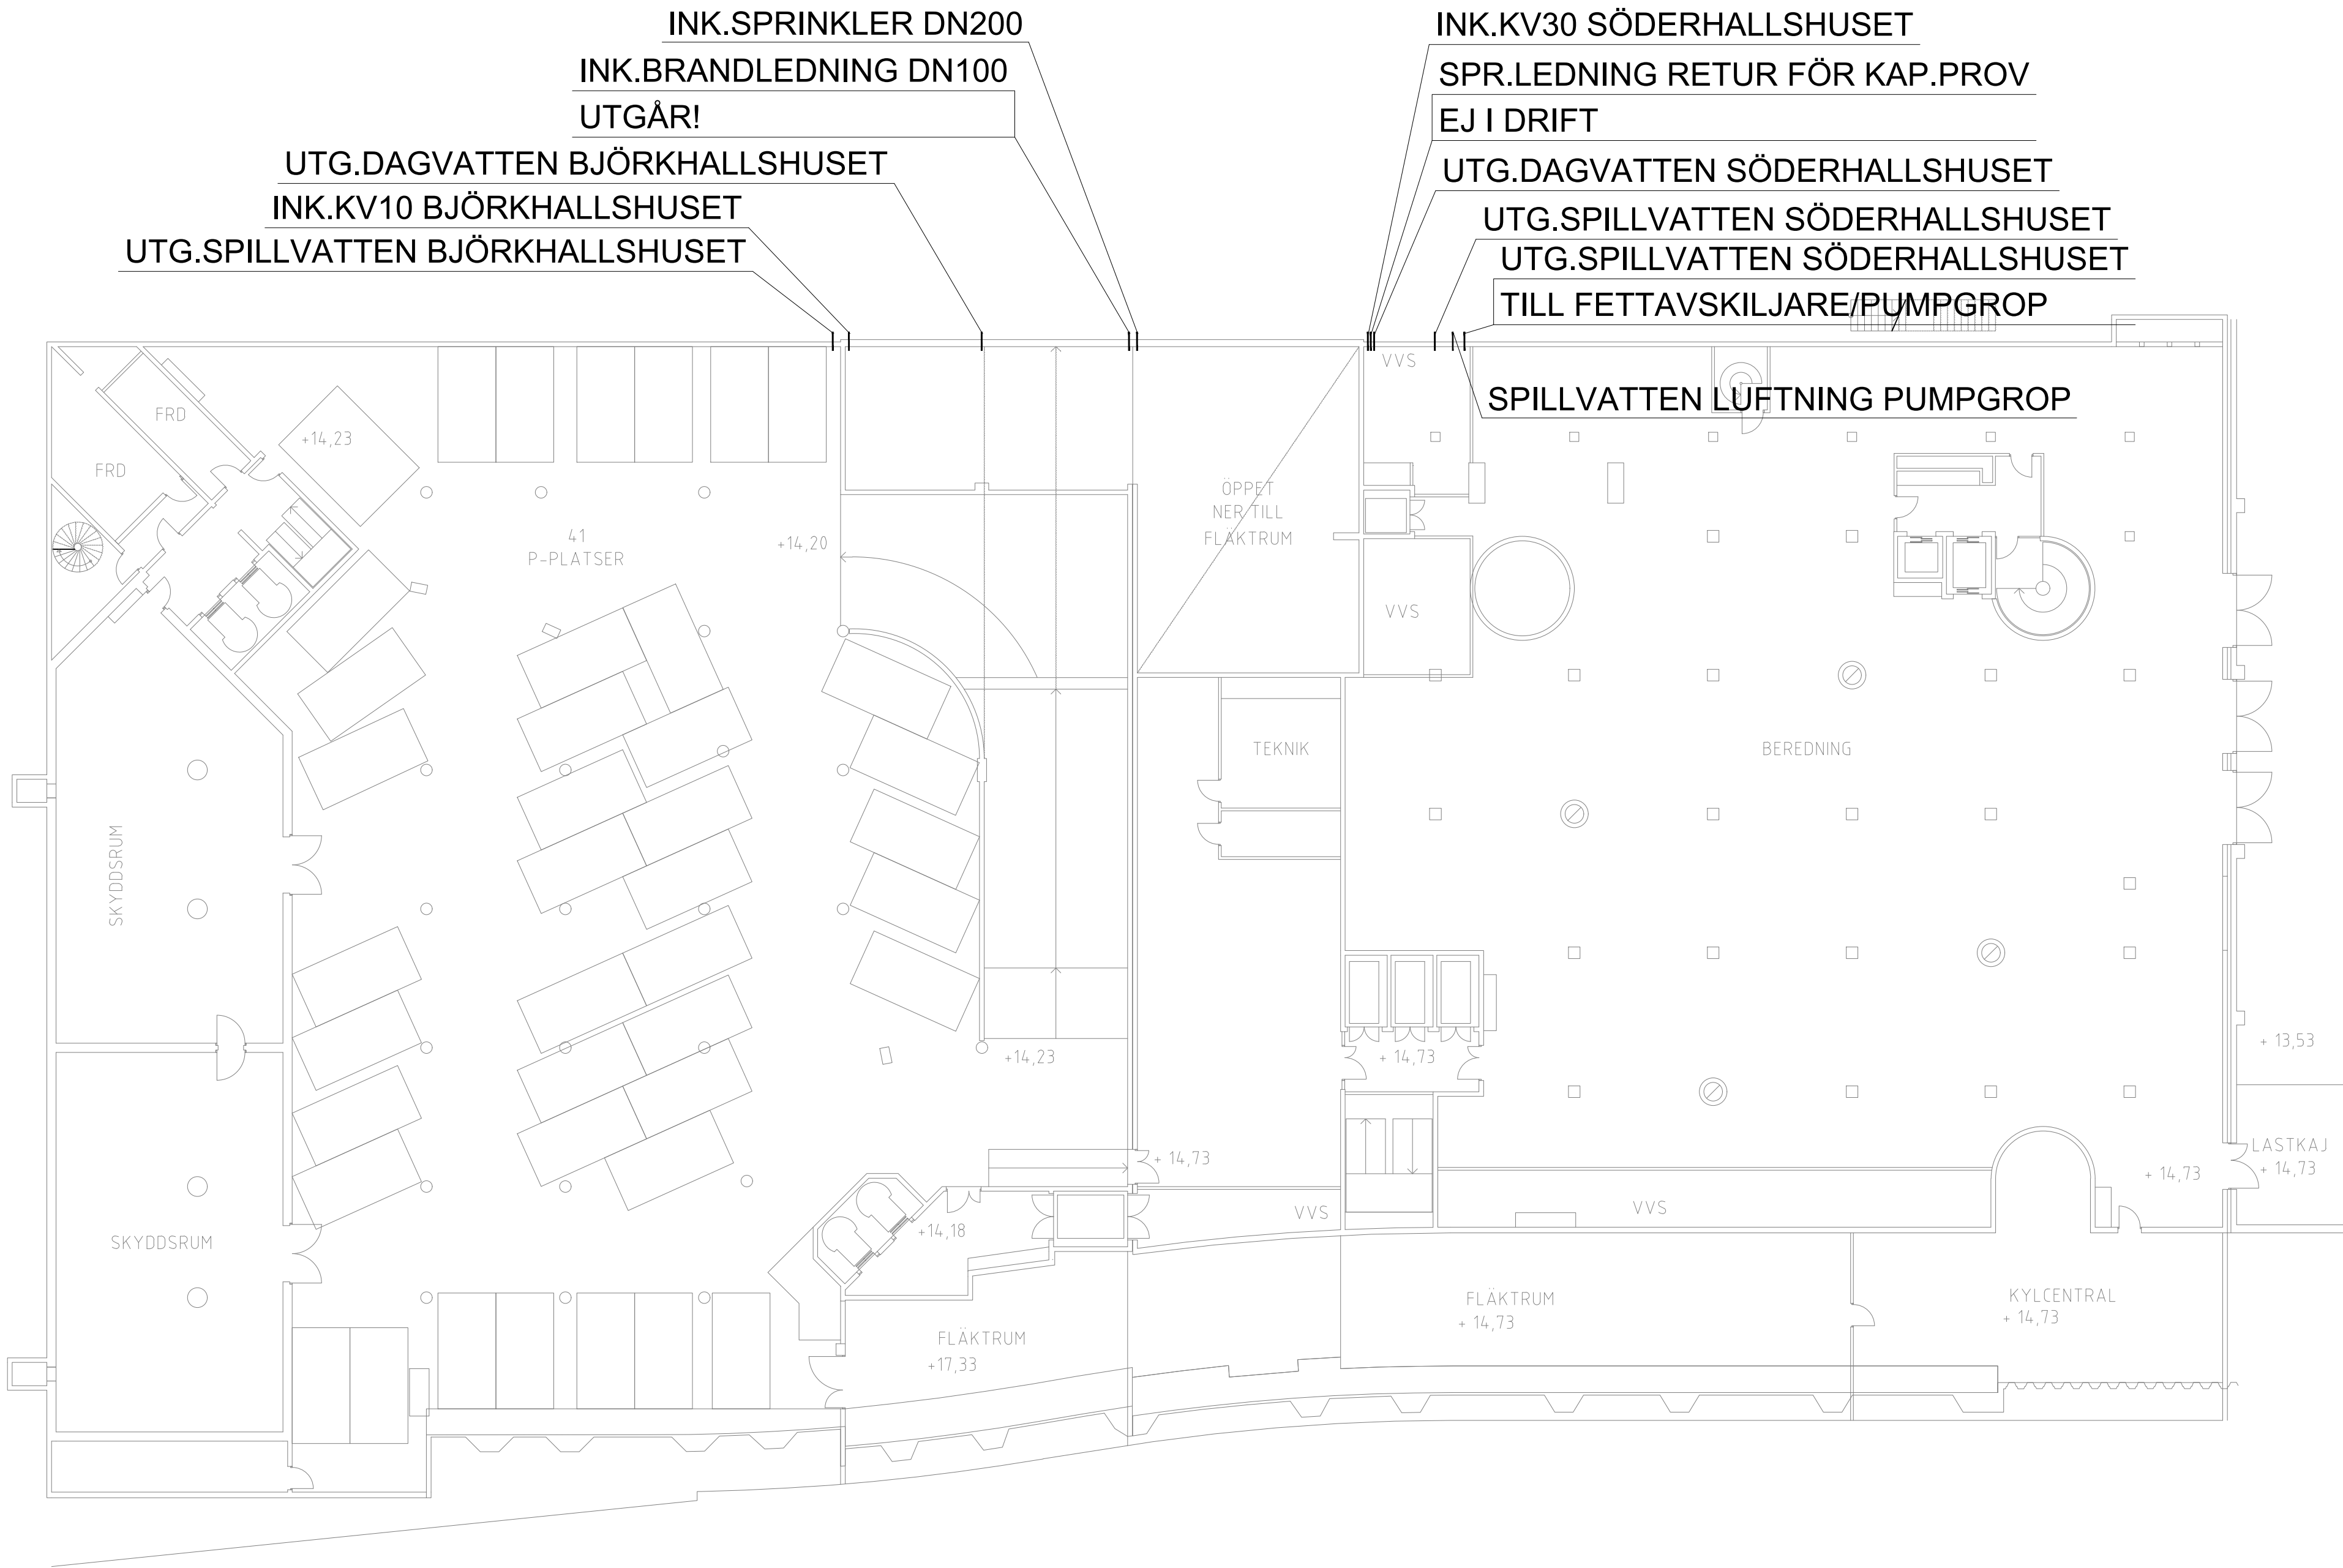 INK.SPRINKLER DN200
INK.BRANDLEDNING DN100
UTGÅR!
UTG.DAGVATTEN BJÖRKHALLSHUSET
INK.KV10 BJÖRKHALLSHUSET
UTG.SPILLVATTEN BJÖRKHALLSHUSET
INK.KV30 SÖDERHALLSHUSET
SPR.LEDNING RETUR FÖR KAP.PROV
EJ I DRIFT
UTG.DAGVATTEN SÖDERHALLSHUSET
UTG.SPILLVATTEN SÖDERHALLSHUSET
UTG.SPILLVATTEN SÖDERHALLSHUSET
TILL FETTAVSKILJARE/PUMPGROP
SPILLVATTEN LUFTNING PUMPGROP
VVS
FRD
+14,23
FRD
41
P-PLATSER
+14,20
ÖPPET
NER TILL
FLÄKTRUM
VVS
TEKNIK
BEREDNING
SKYDDSRUM
+14,23
+ 14,73
+ 13,53
+ 14,73
+ 14,73
LASTKAJ
+ 14,73
SKYDDSRUM
+14,18
VVS
VVS
FLÄKTRUM
+17,33
FLÄKTRUM
+ 14,73
KYLCENTRAL
+ 14,73